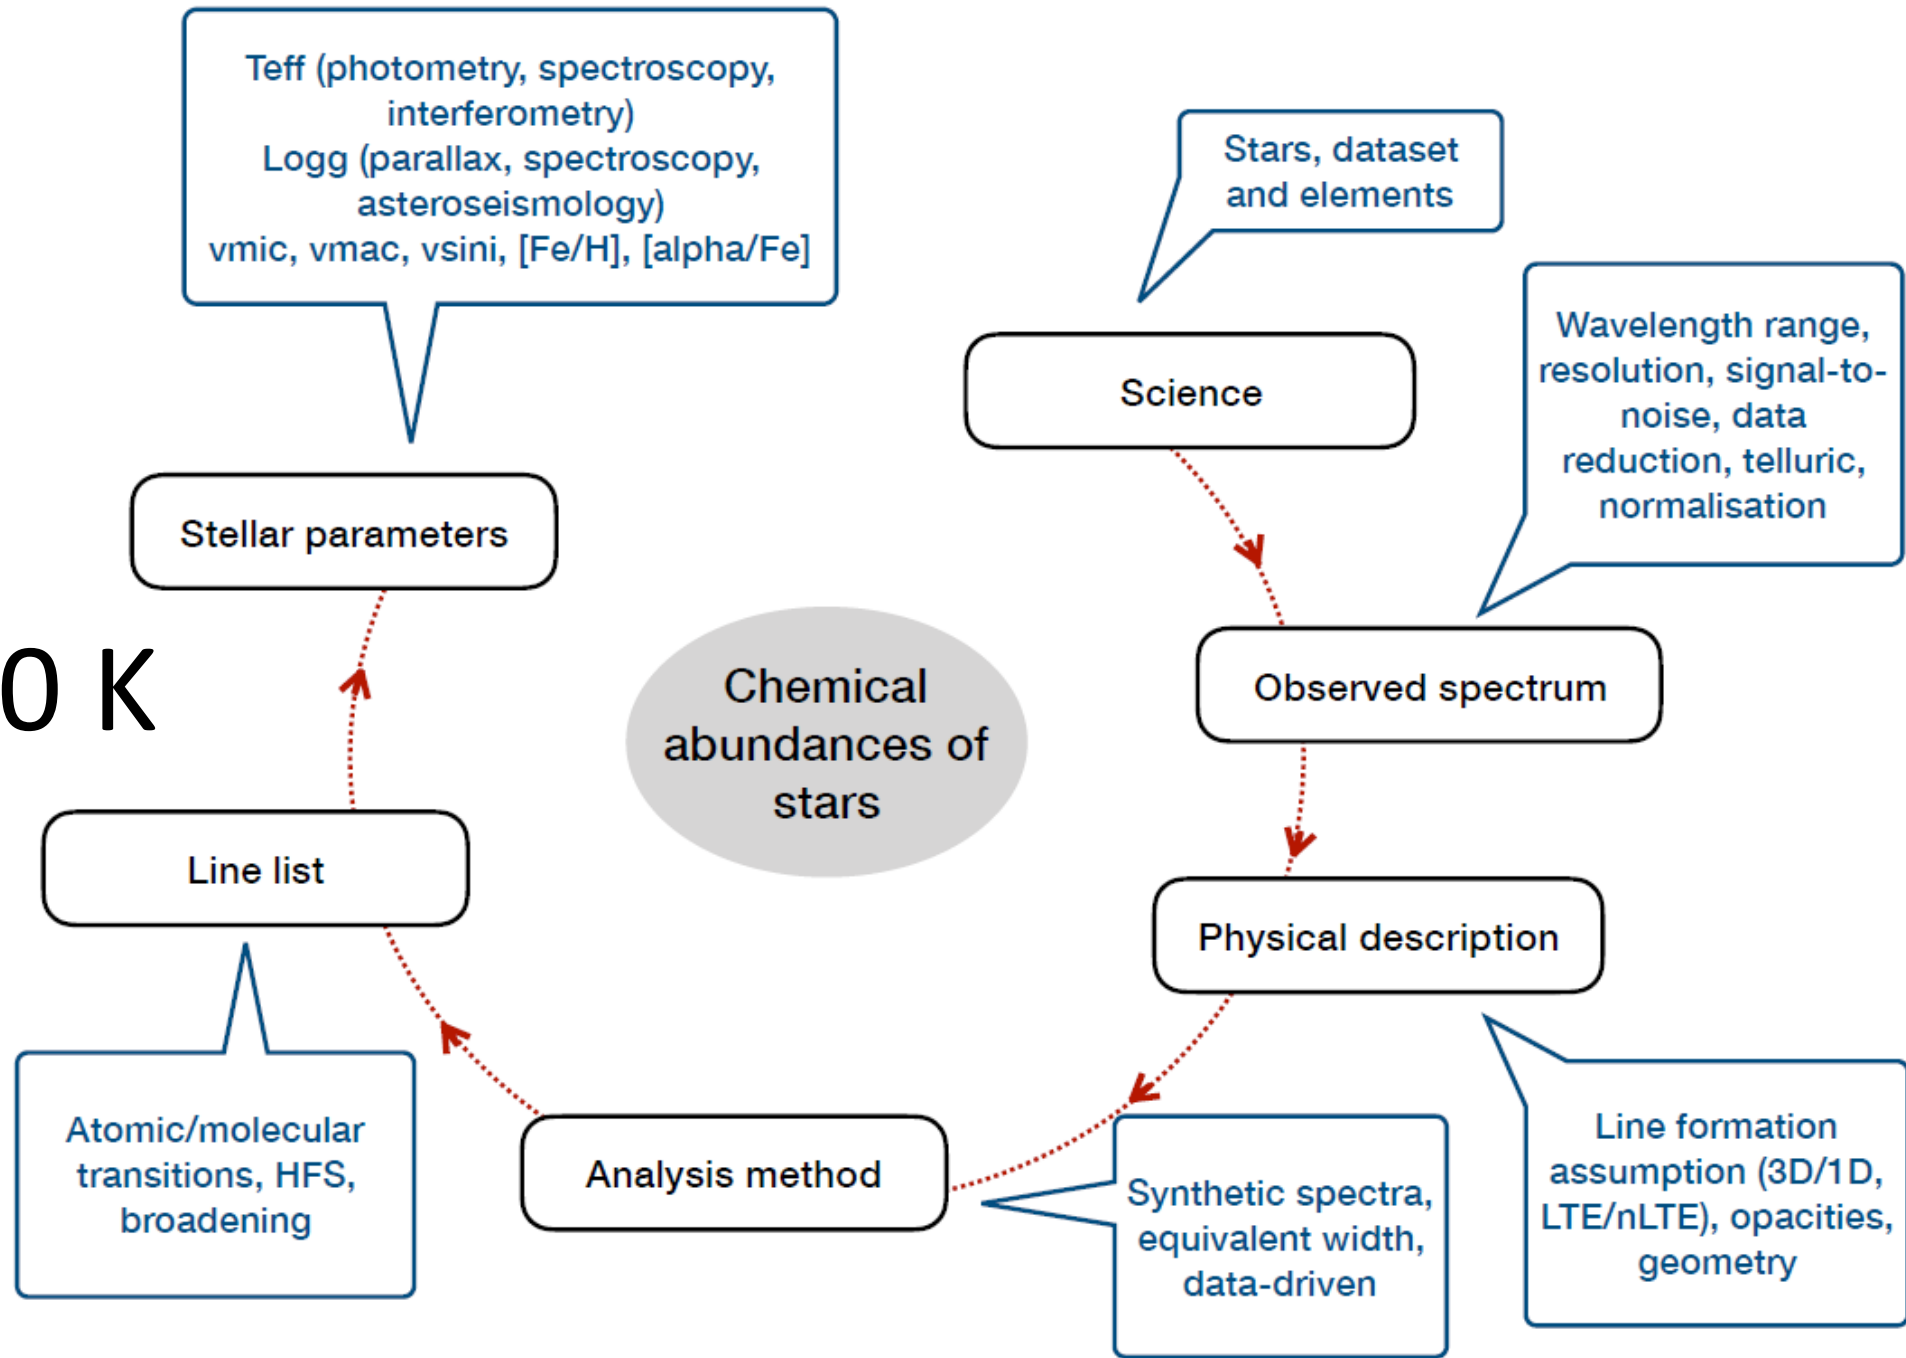 Teff (photometry, spectroscopy,
interferometry)
Logg (parallax, spectroscopy,
asteroseismology)
vmic, vmac, vsini, [Fe/H], [alpha/Fe]
Stars, dataset
and elements
Wavelength range,
resolution, signal-to-
noise, data
reduction, telluric,
normalisation
Science
Stellar parameters
0 K
Chemical
abundances of
stars
Observed spectrum
Line list
Physical description
Atomic/molecular
transitions, HFS,
broadening
Analysis method
Synthetic spectra,
equivalent width,
data-driven
Line formation
assumption (3D/1D,
LTE/nLTE), opacities,
geometry